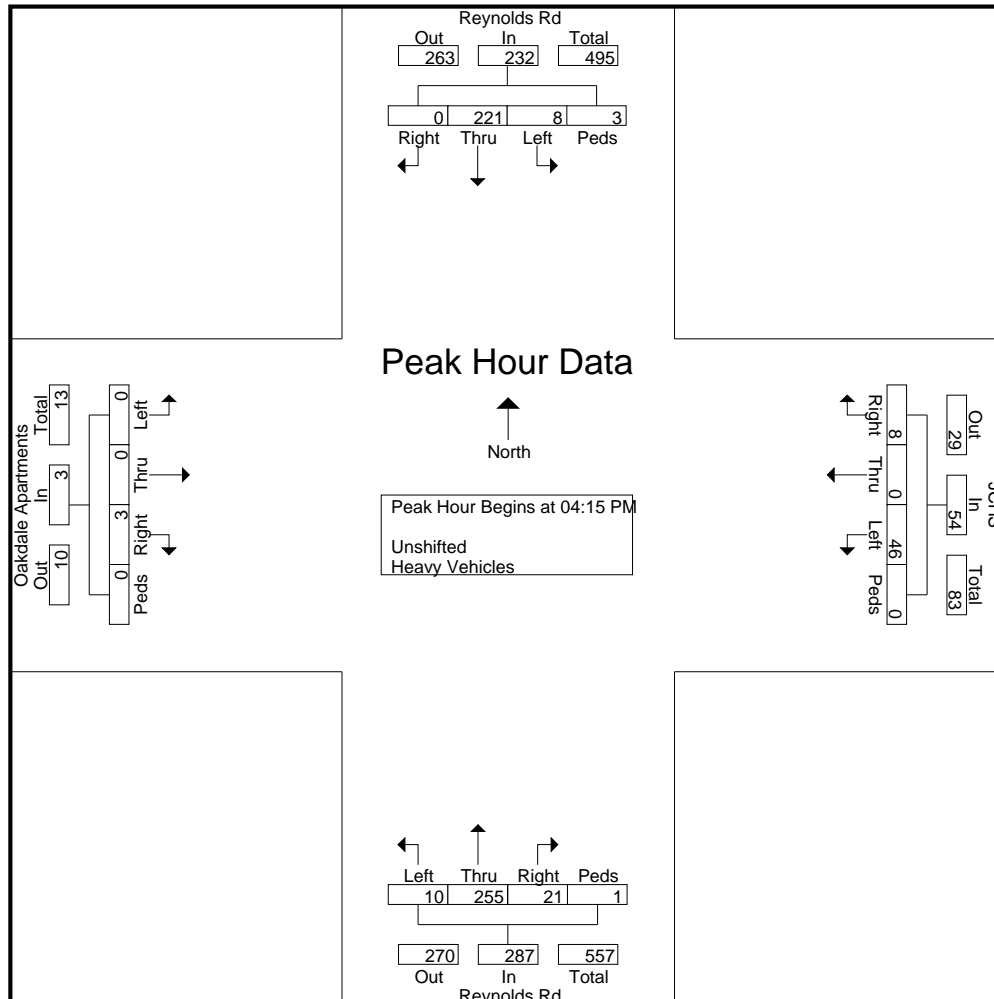 Reynolds Rd
Out In Total
263 232 495
0 221 8 3
Right Thru Left Peds
Peak Hour Data
North
Peak Hour Begins at 04:15 PM
Unshifted
Heavy Vehicles
Oakdale Apartments
Out In Total
10 3 13
0 0 3 0
Left Thru Right Peds
Out In Total
29 54 83
8 0 46 0
Right Thru Left Peds
Left Thru Right Peds
10 255 21 1
270 287 557
Out In Total
Reynolds Rd